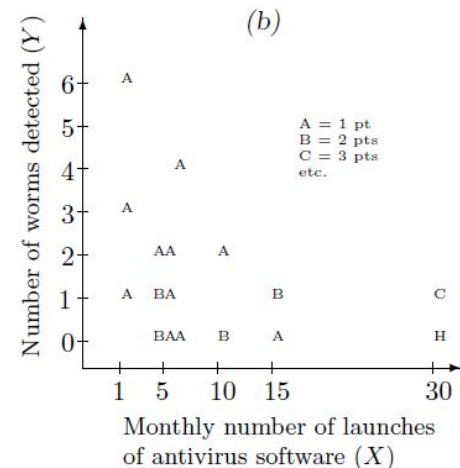 (b)
Number of worms detected (Y)
6
5
4
3
2
1
0
A
A = 1 pt
B = 2 pts
C = 3 pts
etc.
A
A
AA A
A BA B C
BAA B A H
1 5 10 15 30
Monthly number of launches
of antivirus software (X)